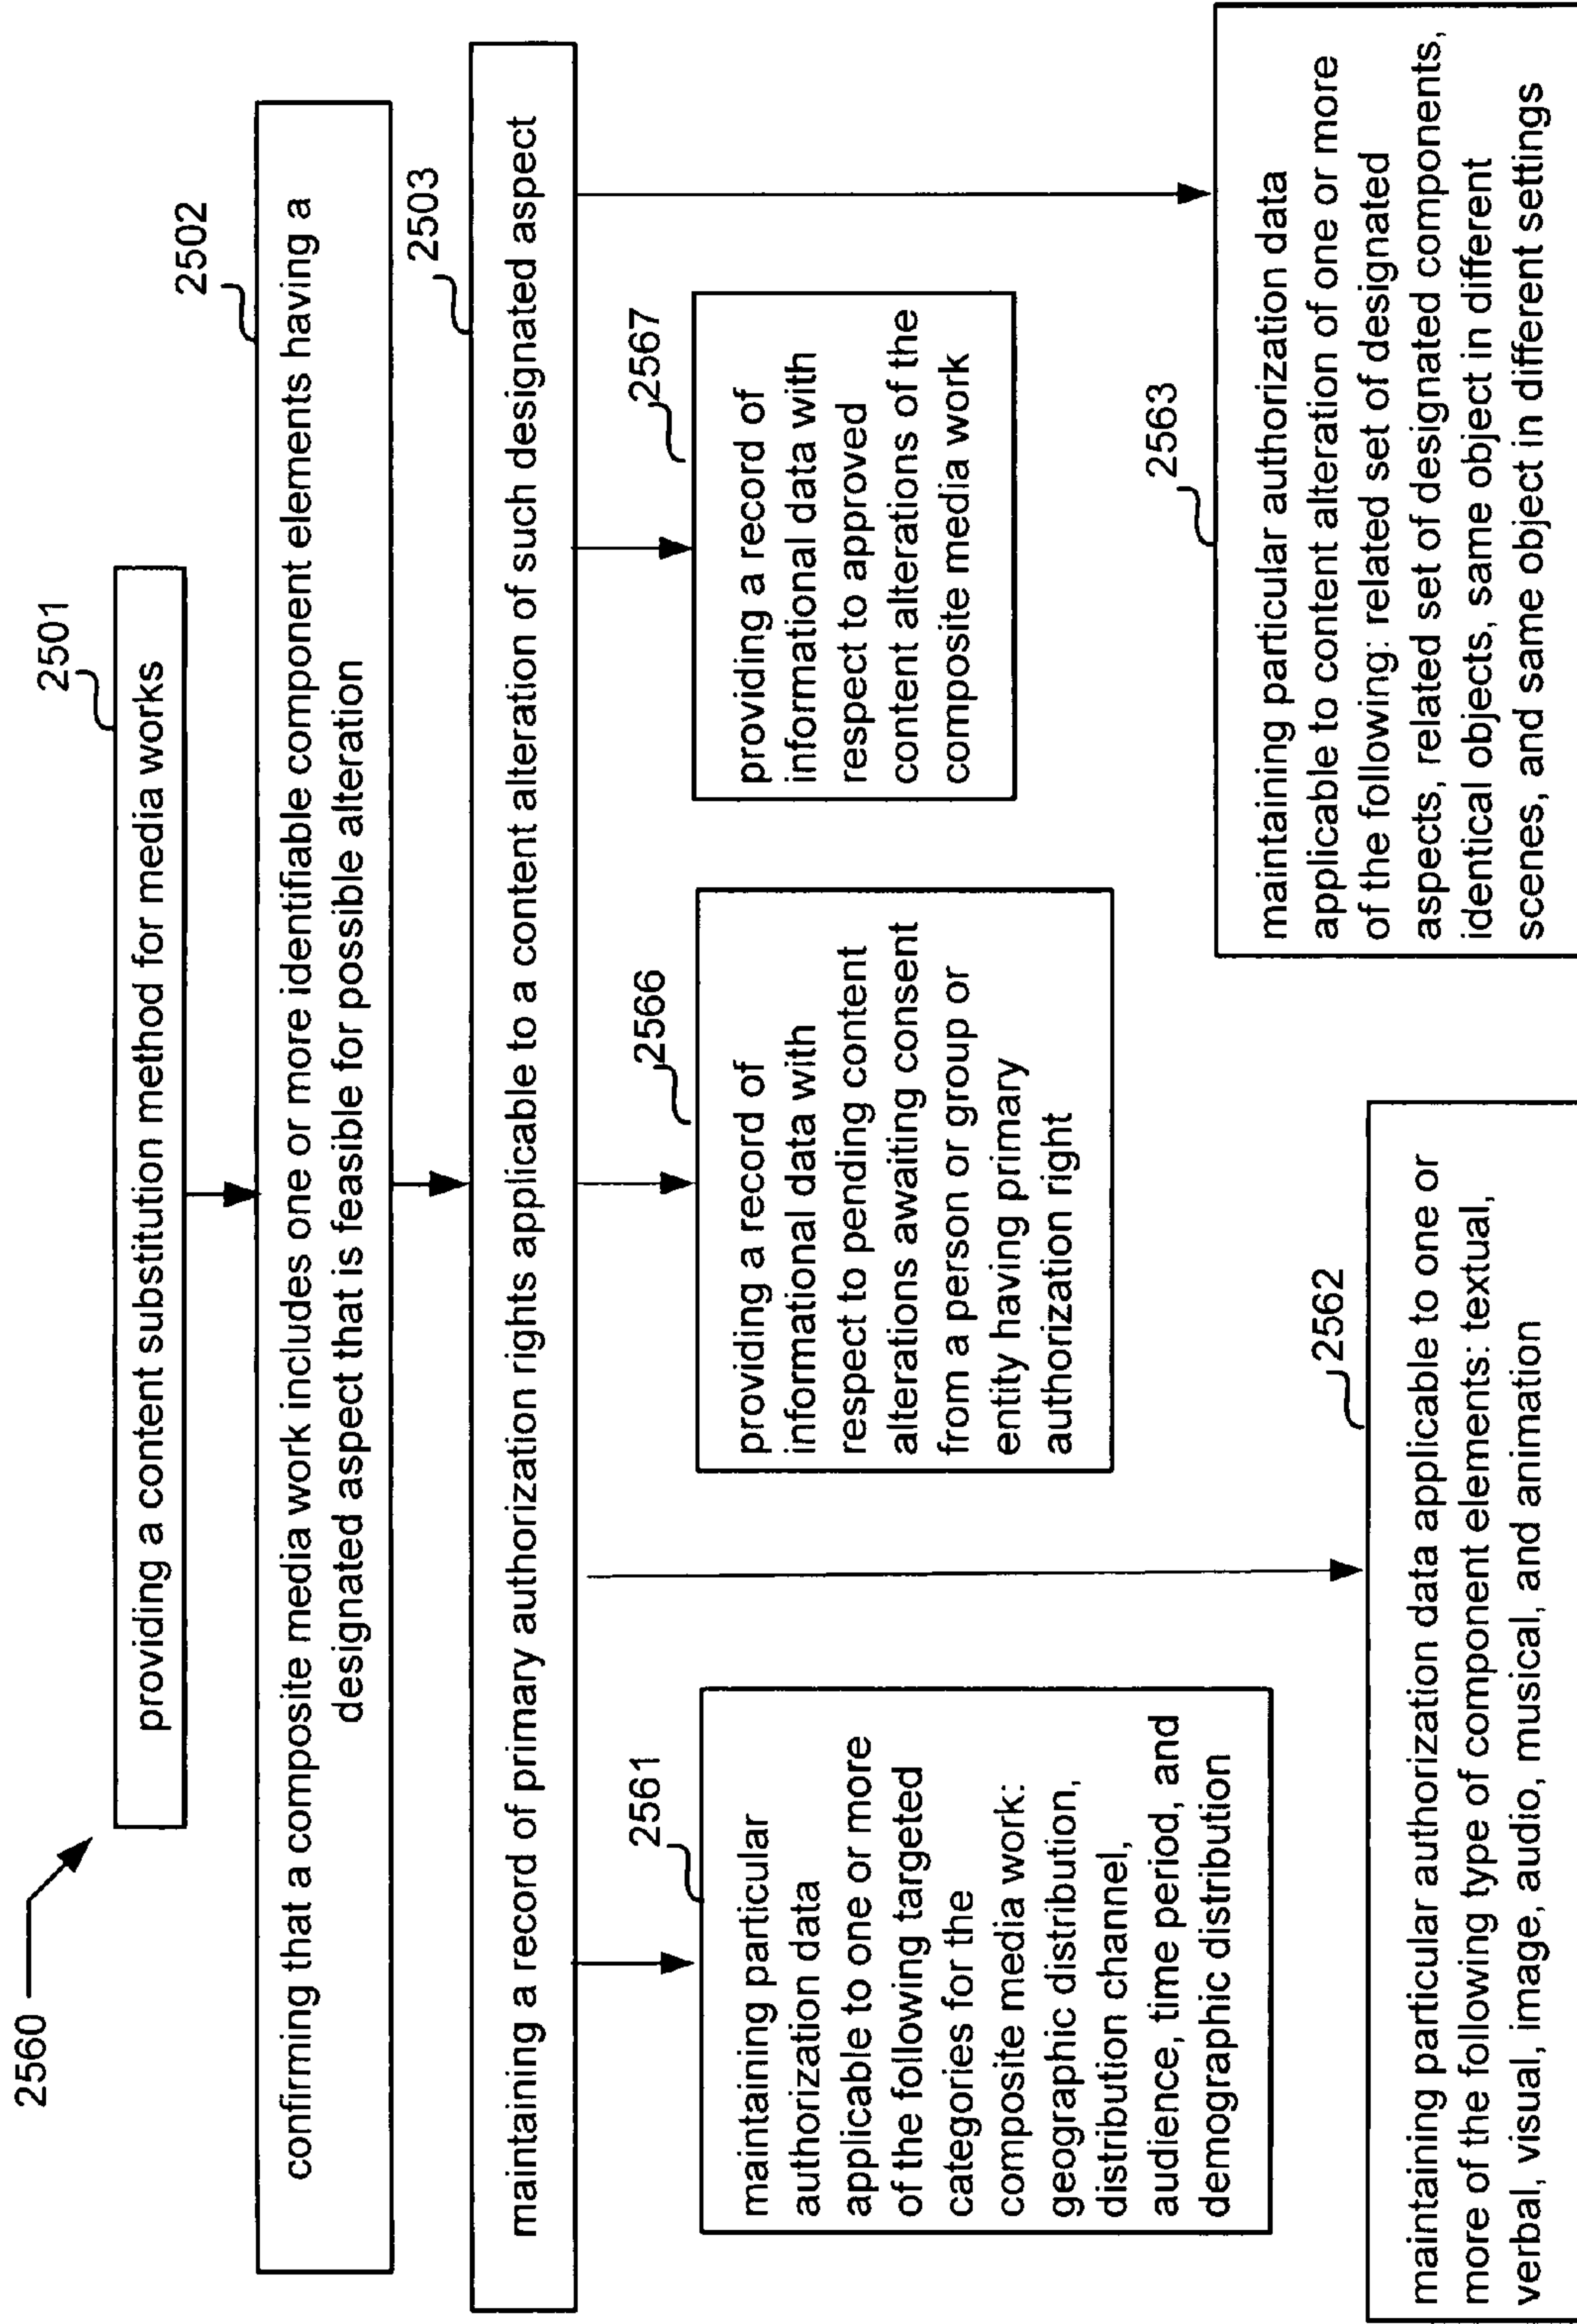 2560
2501
providing a content substitution method for media works
2502
confirming that a composite media work includes one or more identifiable component elements having a
designated aspect that is feasible for possible alteration
2503
maintaining a record of primary authorization rights applicable to a content alteration of such designated aspect
2561
maintaining particular
authorization data
applicable to one or more
of the following targeted
categories for the
composite media work:
geographic distribution,
distribution channel,
audience, time period, and
demographic distribution
2566
providing a record of
informational data with
respect to pending content
alterations awaiting consent
from a person or group or
entity having primary
authorization right
2567
providing a record of
informational data with
respect to approved
content alterations of the
composite media work
2562
maintaining particular authorization data applicable to one or
more of the following type of component elements: textual,
verbal, visual, image, audio, musical, and animation
2563
maintaining particular authorization data
applicable to content alteration of one or more
of the following: related set of designated
aspects, related set of designated components,
identical objects, same object in different
scenes, and same object in different settings